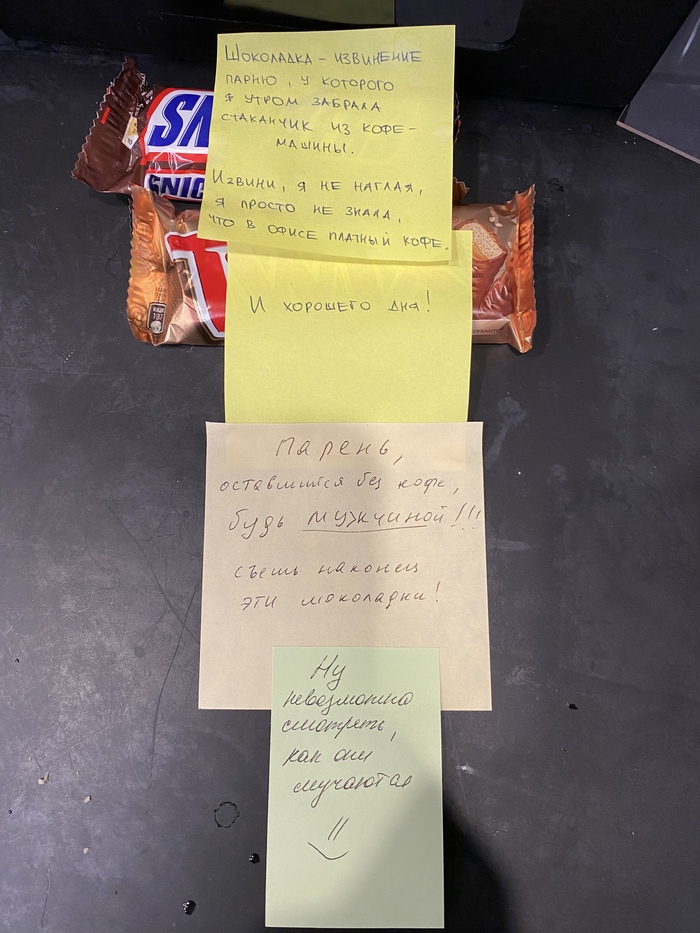 Шоколадка – извинение
парню, у которого
я утром забрала
стаканчик из кофе-
машины.
Извини, я не наглая,
я просто не знала,
что в офисе платный кофе.
SN
SNIC
И хорошего дня!
Парень,
оставшийся без кофе,
будь мужчиной!!!
съешь наконец
эти шоколадки!
Ну
невозможно
смотреть,
как они
мучаются